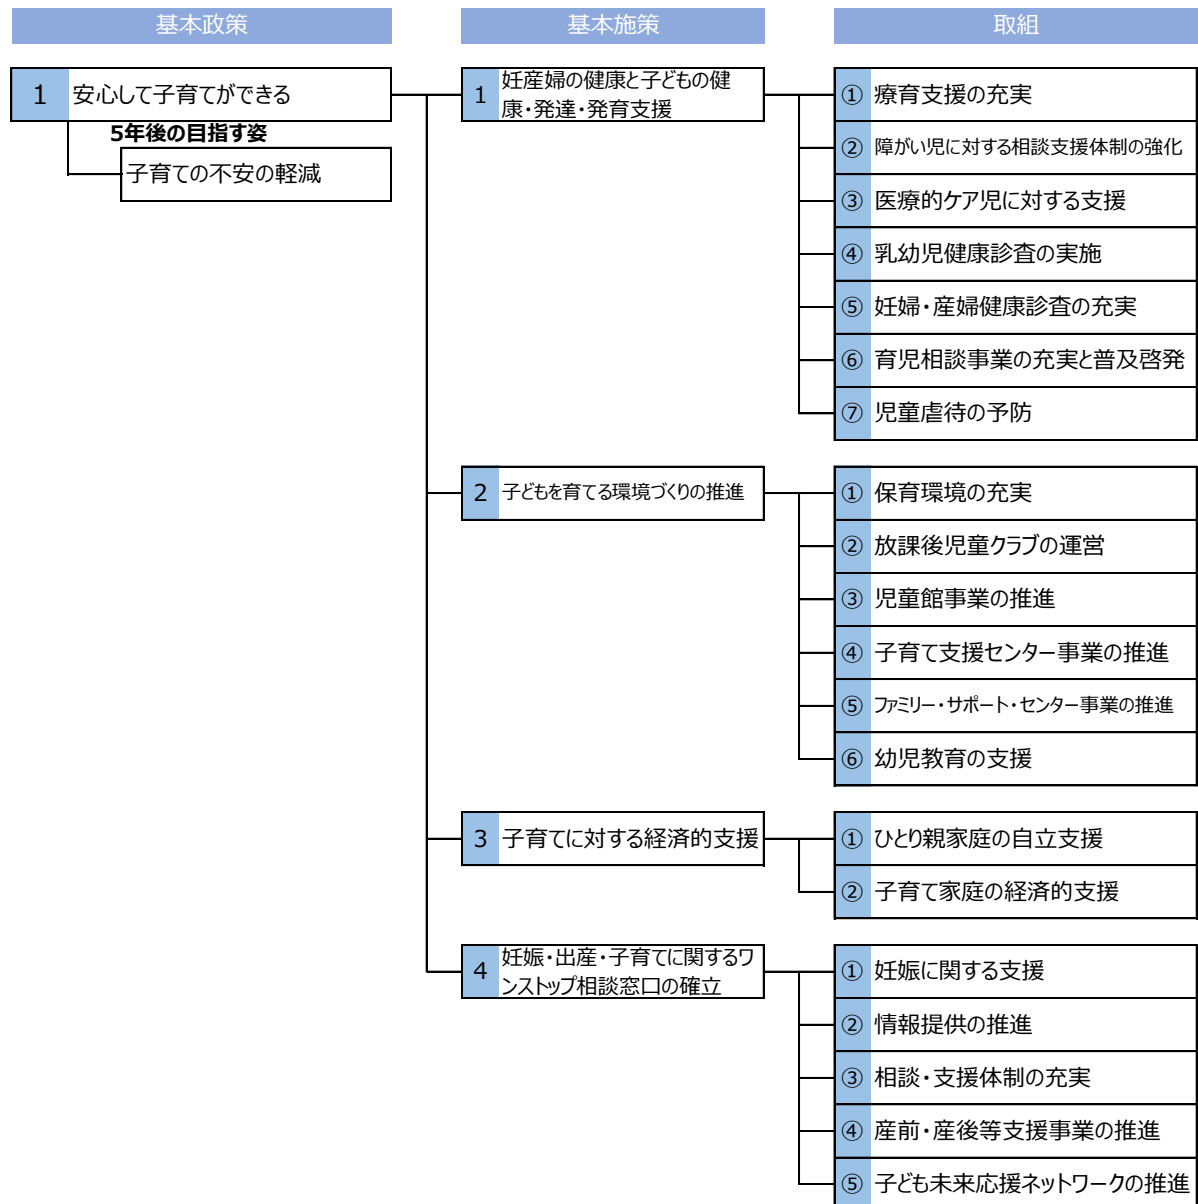 基本政策
基本施策
取組
1 安心して子育てができる
5年後の目指す姿
子育ての不安の軽減
1 妊産婦の健康と子どもの健
康・発達・発育支援
① 療育支援の充実
② 障がい児に対する相談支援体制の強化
③ 医療的ケア児に対する支援
④ 乳幼児健康診査の実施
⑤ 妊婦・産婦健康診査の充実
⑥ 育児相談事業の充実と普及啓発
⑦ 児童虐待の予防
2 子どもを育てる環境づくりの推進
① 保育環境の充実
② 放課後児童クラブの運営
③ 児童館事業の推進
④ 子育て支援センター事業の推進
⑤ ファミリー・サポート・センター事業の推進
⑥ 幼児教育の支援
3 子育てに対する経済的支援
① ひとり親家庭の自立支援
② 子育て家庭の経済的支援
4 妊娠・出産・子育てに関するワ
ンストップ相談窓口の確立
① 妊娠に関する支援
② 情報提供の推進
③ 相談・支援体制の充実
④ 産前・産後等支援事業の推進
⑤ 子ども未来応援ネットワークの推進